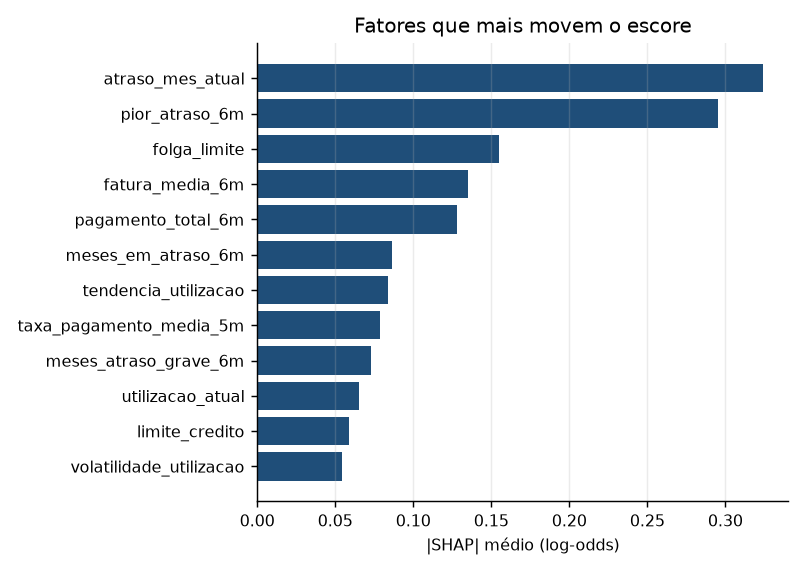 Fatores que mais movem o escore
atraso_mes_atual
pior_atraso_6m
folga_limite
fatura_media_6m
pagamento_total_6m
meses_em_atraso_6m
tendencia_utilizacao
taxa_pagamento_media_5m
meses_atraso_grave_6m
utilizacao_atual
limite_credito
volatilidade_utilizacao
0.00 0.05 0.10 0.15 0.20 0.25 0.30
|SHAP| médio (log-odds)